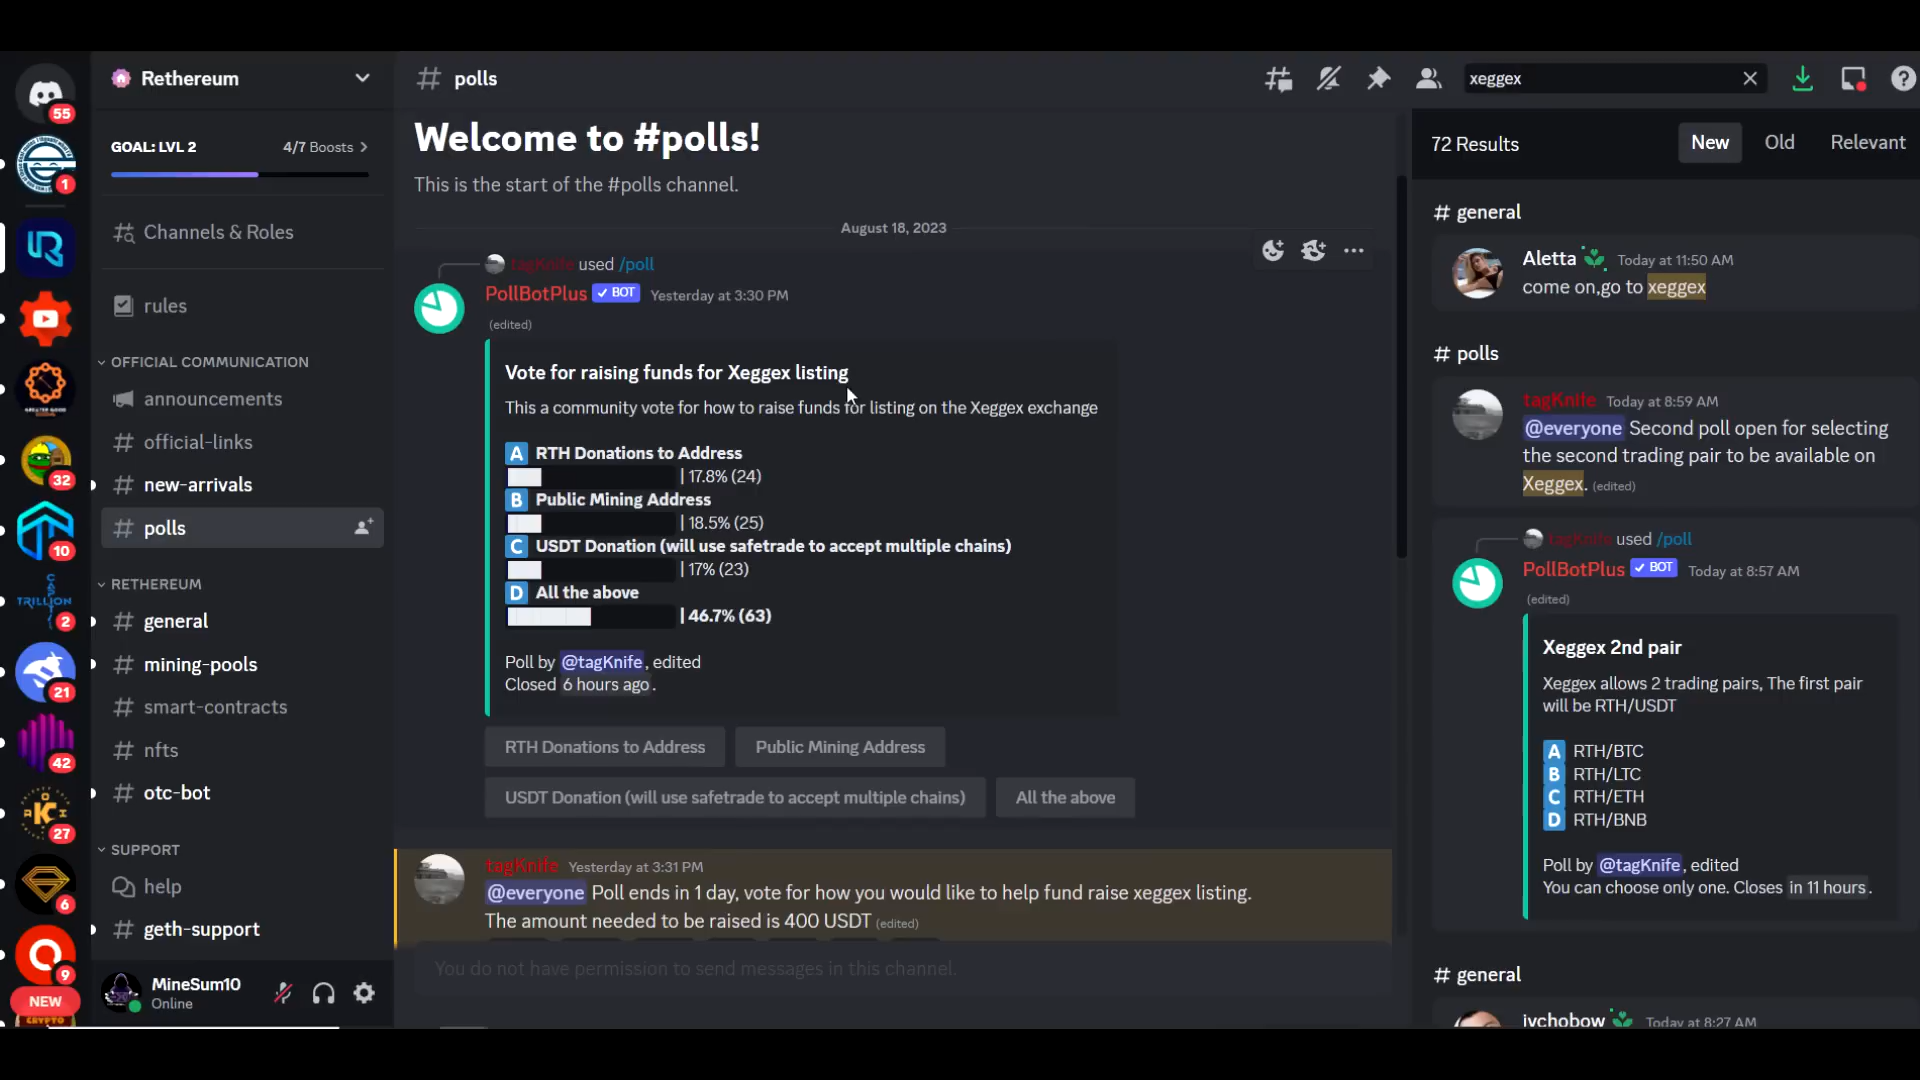 55
1
32
10
TRILLION
2
21
42
27
6
9
NEW
CRYPTO
Rethereum
GOAL: LVL 2
4/7 Boosts
Channels & Roles
rules
OFFICIAL COMMUNICATION
announcements
official-links
new-arrivals
polls
RETHEREUM
general
mining-pools
smart-contracts
nfts
otc-bot
SUPPORT
help
geth-support
MineSum10
Online
polls
Welcome to #polls!
This is the start of the #polls channel.
August 18, 2023
tagKnife used /poll
PollBotPlus ✓ BOT Yesterday at 3:30 PM
(edited)
Vote for raising funds for Xeggex listing
This a community vote for how to raise funds for listing on the Xeggex exchange
A RTH Donations to Address
| 17.8% (24)
B Public Mining Address
| 18.5% (25)
C USDT Donation (will use safetrade to accept multiple chains)
| 17% (23)
D All the above
| 46.7% (63)
Poll by @tagKnife, edited
Closed 6 hours ago.
RTH Donations to Address
Public Mining Address
USDT Donation (will use safetrade to accept multiple chains)
All the above
tagKnife Yesterday at 3:31 PM
@everyone Poll ends in 1 day, vote for how you would like to help fund raise xeggex listing.
The amount needed to be raised is 400 USDT (edited)
You do not have permission to send messages in this channel.
xeggex
72 Results
New
Old
Relevant
# general
Aletta Today at 11:50 AM
come on,go to xeggex
# polls
tagKnife Today at 8:59 AM
@everyone Second poll open for selecting
the second trading pair to be available on
Xeggex. (edited)
tagKnife used /poll
PollBotPlus ✓ BOT Today at 8:57 AM
(edited)
Xeggex 2nd pair
Xeggex allows 2 trading pairs, The first pair
will be RTH/USDT
A RTH/BTC
B RTH/LTC
C RTH/ETH
D RTH/BNB
Poll by @tagKnife, edited
You can choose only one. Closes in 11 hours.
# general
ivchobow Today at 8:27 AM